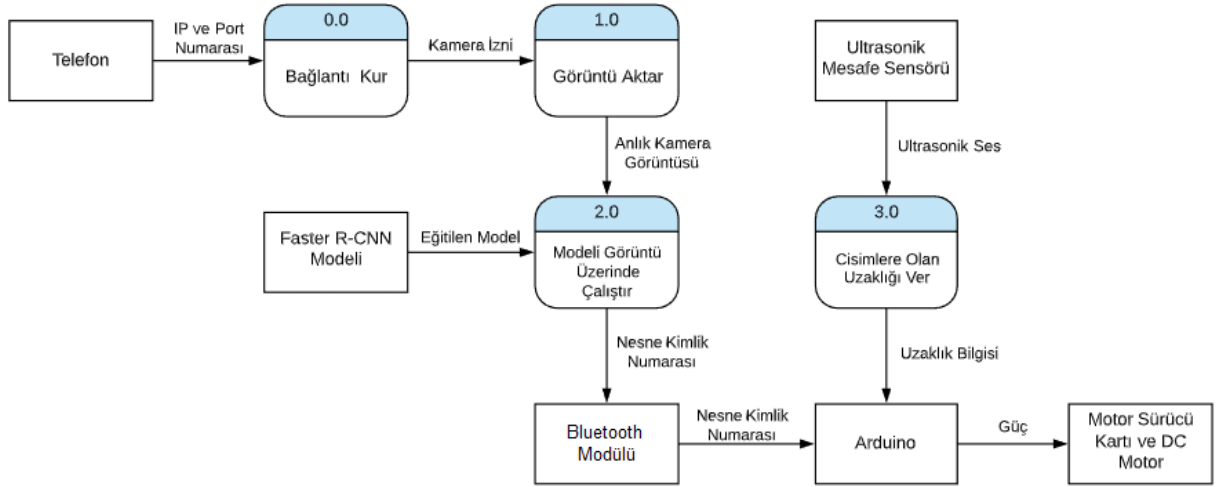 Telefon
IP ve Port
Numarası
0.0
Bağlantı Kur
Kamera İzni
1.0
Görüntü Aktar
Ultrasonik
Mesafe Sensörü
Anlık Kamera
Görüntüsü
Ultrasonik Ses
Faster R-CNN
Modeli
Eğitilen Model
2.0
Modeli Görüntü
Üzerinde
Çalıştır
3.0
Cisimlere Olan
Uzaklığı Ver
Nesne Kimlik
Numarası
Uzaklık Bilgisi
Bluetooth
Modülü
Nesne Kimlik
Numarası
Arduino
Güç
Motor Sürücü
Kartı ve DC
Motor